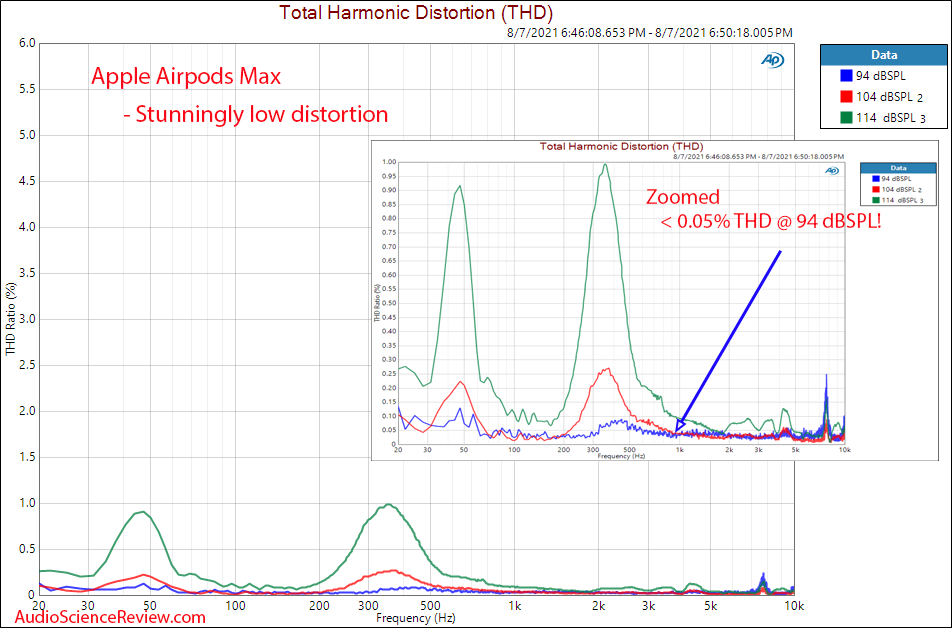 Total Harmonic Distortion (THD)
8/7/2021 6:46:08.653 PM - 8/7/2021 6:50:18.005 PM
Apple Airpods Max
- Stunningly low distortion
AP
Data
94 dBSPL
104 dBSPL 2
114 dBSPL 3
THD Ratio (%)
6.0
5.5
5.0
4.5
4.0
3.5
3.0
2.5
2.0
1.5
1.0
0.5
0
20 30 50 100 200 300 500 1k 2k 3k 5k 10k
Frequency (Hz)
AudioScienceReview.com
Total Harmonic Distortion (THD)
8/7/2021 6:46:08.653 PM - 8/7/2021 6:50:18.005 PM
Zoomed
< 0.05% THD @ 94 dBSPL!
AP
Data
94 dBSPL
104 dBSPL 2
114 dBSPL 3
THD Ratio (%)
1.00
0.95
0.90
0.85
0.80
0.75
0.70
0.65
0.60
0.55
0.50
0.45
0.40
0.35
0.30
0.25
0.20
0.15
0.10
0.05
0
20 30 50 100 200 300 500 1k 2k 3k 5k 10k
Frequency (Hz)